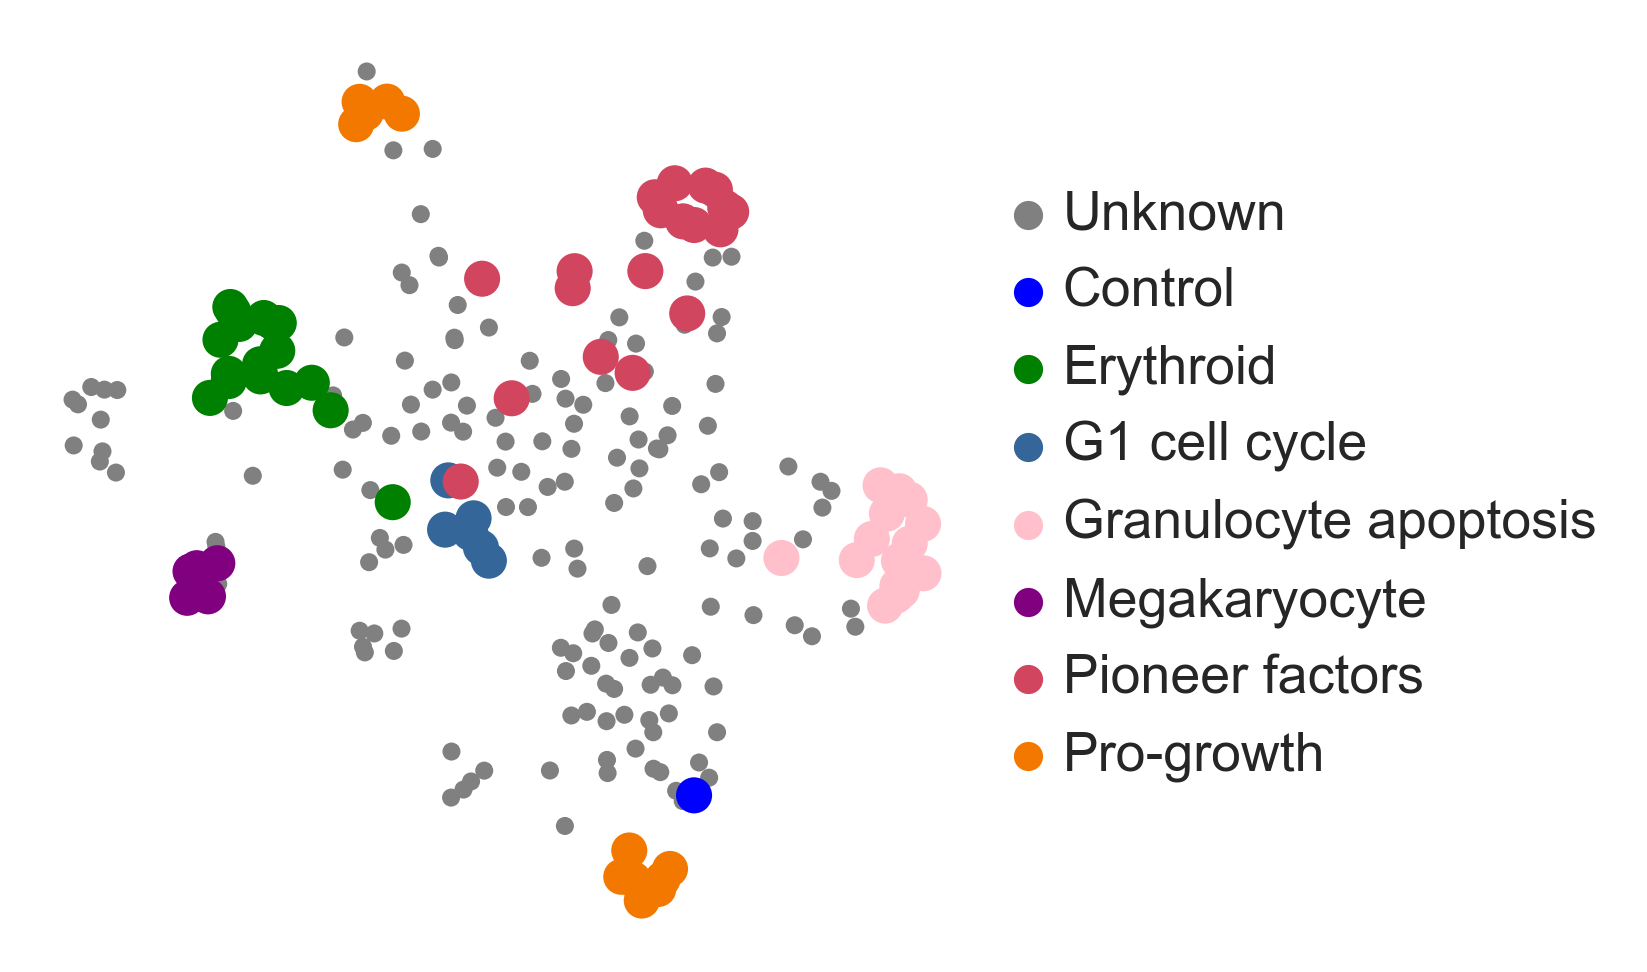 Unknown
Control
Erythroid
G1 cell cycle
Granulocyte apoptosis
Megakaryocyte
Pioneer factors
Pro-growth